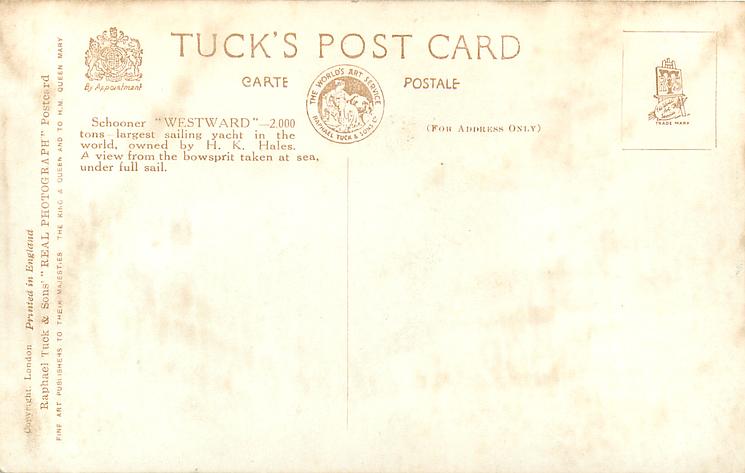 TUCK'S POST CARD
By Appointment
CARTE POSTALE
THE WORLD'S ART SERVICE
RAPHAEL TUCK & SONS LD
Schooner "WESTWARD"—2,000
tons—largest sailing yacht in the
world, owned by H. K. Hales.
A view from the bowsprit taken at sea,
under full sail.
(FOR ADDRESS ONLY)
TRADE MARK
Copyright. London Printed in England
Raphael Tuck & Sons' "REAL PHOTOGRAPH" Postcard
FINE ART PUBLISHERS TO THEIR MAJESTIES THE KING & QUEEN AND TO H.M. QUEEN MARY